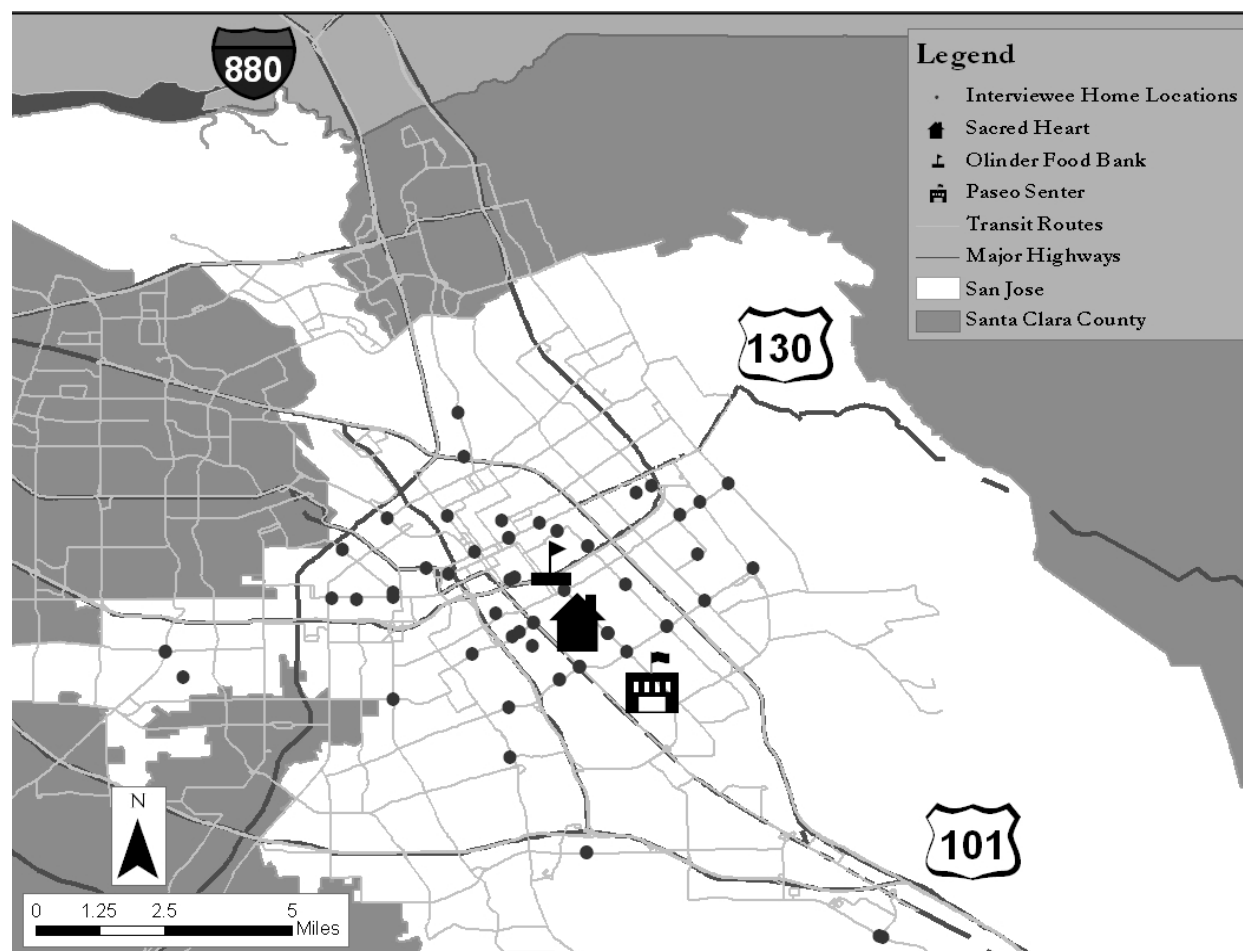 880
Legend
Interviewee Home Locations
Sacred Heart
Olinder Food Bank
Paseo Senter
Transit Routes
Major Highways
San Jose
Santa Clara County
130
N
101
0 1.25 2.5 5
Miles